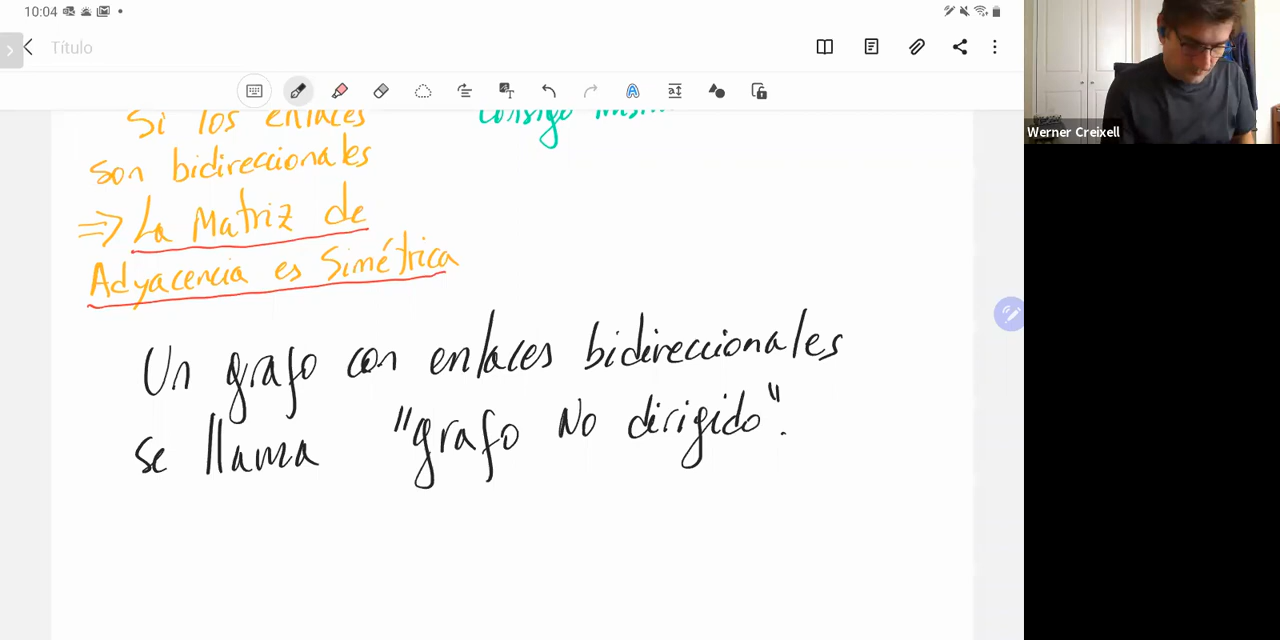 10:04
Título
Si los enlaces
son bidireccionales
⇒ La Matriz de
Adyacencia es Simétrica
consigo
Un grafo con enlaces bidireccionales
se llama "grafo No dirigido".
Werner Creixell